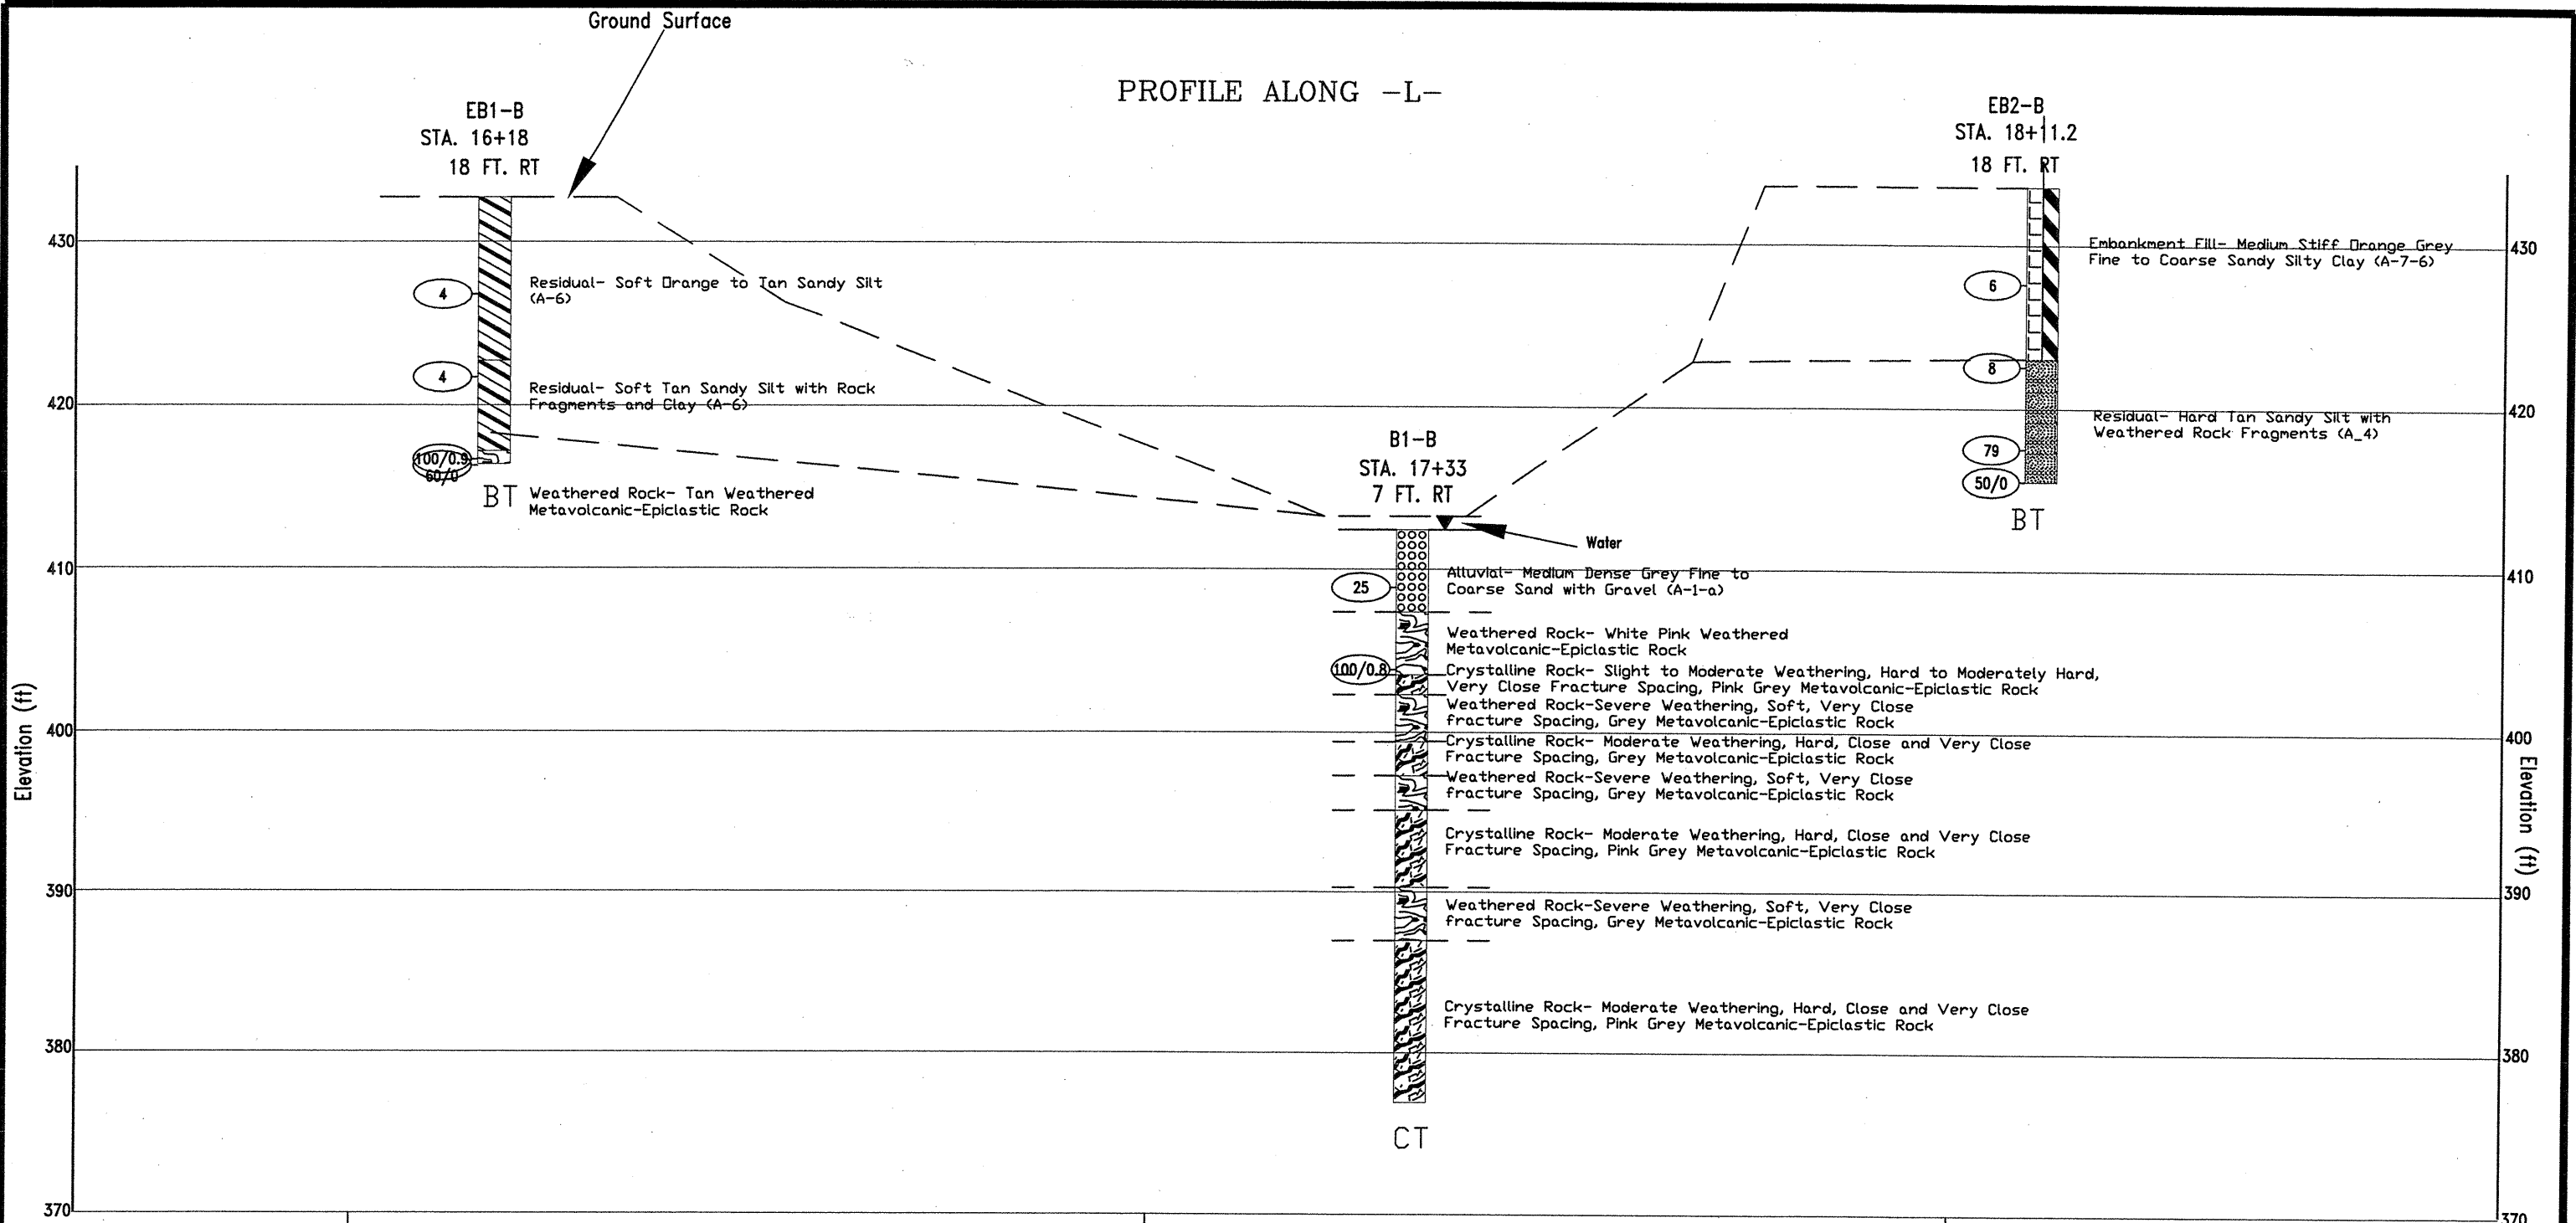 Ground Surface
PROFILE ALONG -L-
EB1-B
STA. 16+18
18 FT. RT
EB2-B
STA. 18+11.2
18 FT. RT
430
430
Embankment Fill- Medium Stiff Orange Grey
Fine to Coarse Sandy Silty Clay (A-7-6)
Residual- Soft Orange to Tan Sandy Silt
(A-6)
4
6
4
8
Residual- Soft Tan Sandy Silt with Rock
Fragments and Clay (A-6)
420
420
Residual- Hard Tan Sandy Silt with
Weathered Rock Fragments (A_4)
B1-B
STA. 17+33
7 FT. RT
100/0.9
60/0
79
50/0
BT
Weathered Rock- Tan Weathered
Metavolcanic-Epiclastic Rock
BT
Water
410
410
Alluvial- Medium Dense Grey Fine to
Coarse Sand with Gravel (A-1-a)
25
Weathered Rock- White Pink Weathered
Metavolcanic-Epiclastic Rock
100/0.8
Crystalline Rock- Slight to Moderate Weathering, Hard to Moderately Hard,
Very Close Fracture Spacing, Pink Grey Metavolcanic-Epiclastic Rock
Weathered Rock-Severe Weathering, Soft, Very Close
fracture Spacing, Grey Metavolcanic-Epiclastic Rock
400
400
Crystalline Rock- Moderate Weathering, Hard, Close and Very Close
Fracture Spacing, Grey Metavolcanic-Epiclastic Rock
Weathered Rock-Severe Weathering, Soft, Very Close
fracture Spacing, Grey Metavolcanic-Epiclastic Rock
Elevation (ft)
Elevation (ft)
Crystalline Rock- Moderate Weathering, Hard, Close and Very Close
Fracture Spacing, Pink Grey Metavolcanic-Epiclastic Rock
390
390
Weathered Rock-Severe Weathering, Soft, Very Close
fracture Spacing, Grey Metavolcanic-Epiclastic Rock
Crystalline Rock- Moderate Weathering, Hard, Close and Very Close
Fracture Spacing, Pink Grey Metavolcanic-Epiclastic Rock
380
380
CT
370
370